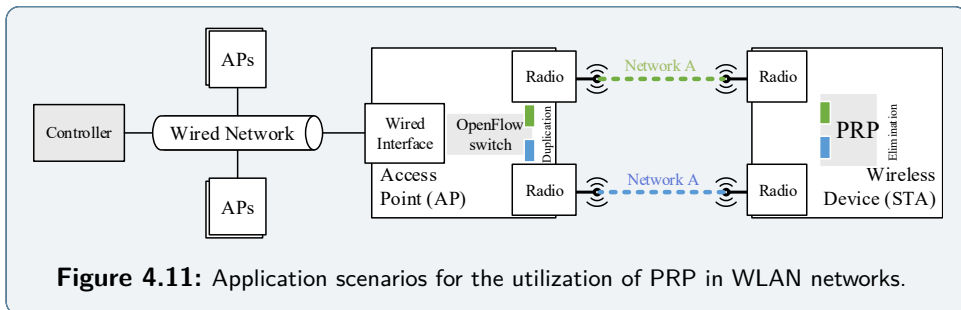 APs
Controller
Wired Network
APs
Wired
Interface
OpenFlow
switch
Duplication
Access
Point (AP)
Radio
Radio
Network A
Network A
Radio
Radio
PRP
Elimination
Wireless
Device (STA)
Figure 4.11: Application scenarios for the utilization of PRP in WLAN networks.